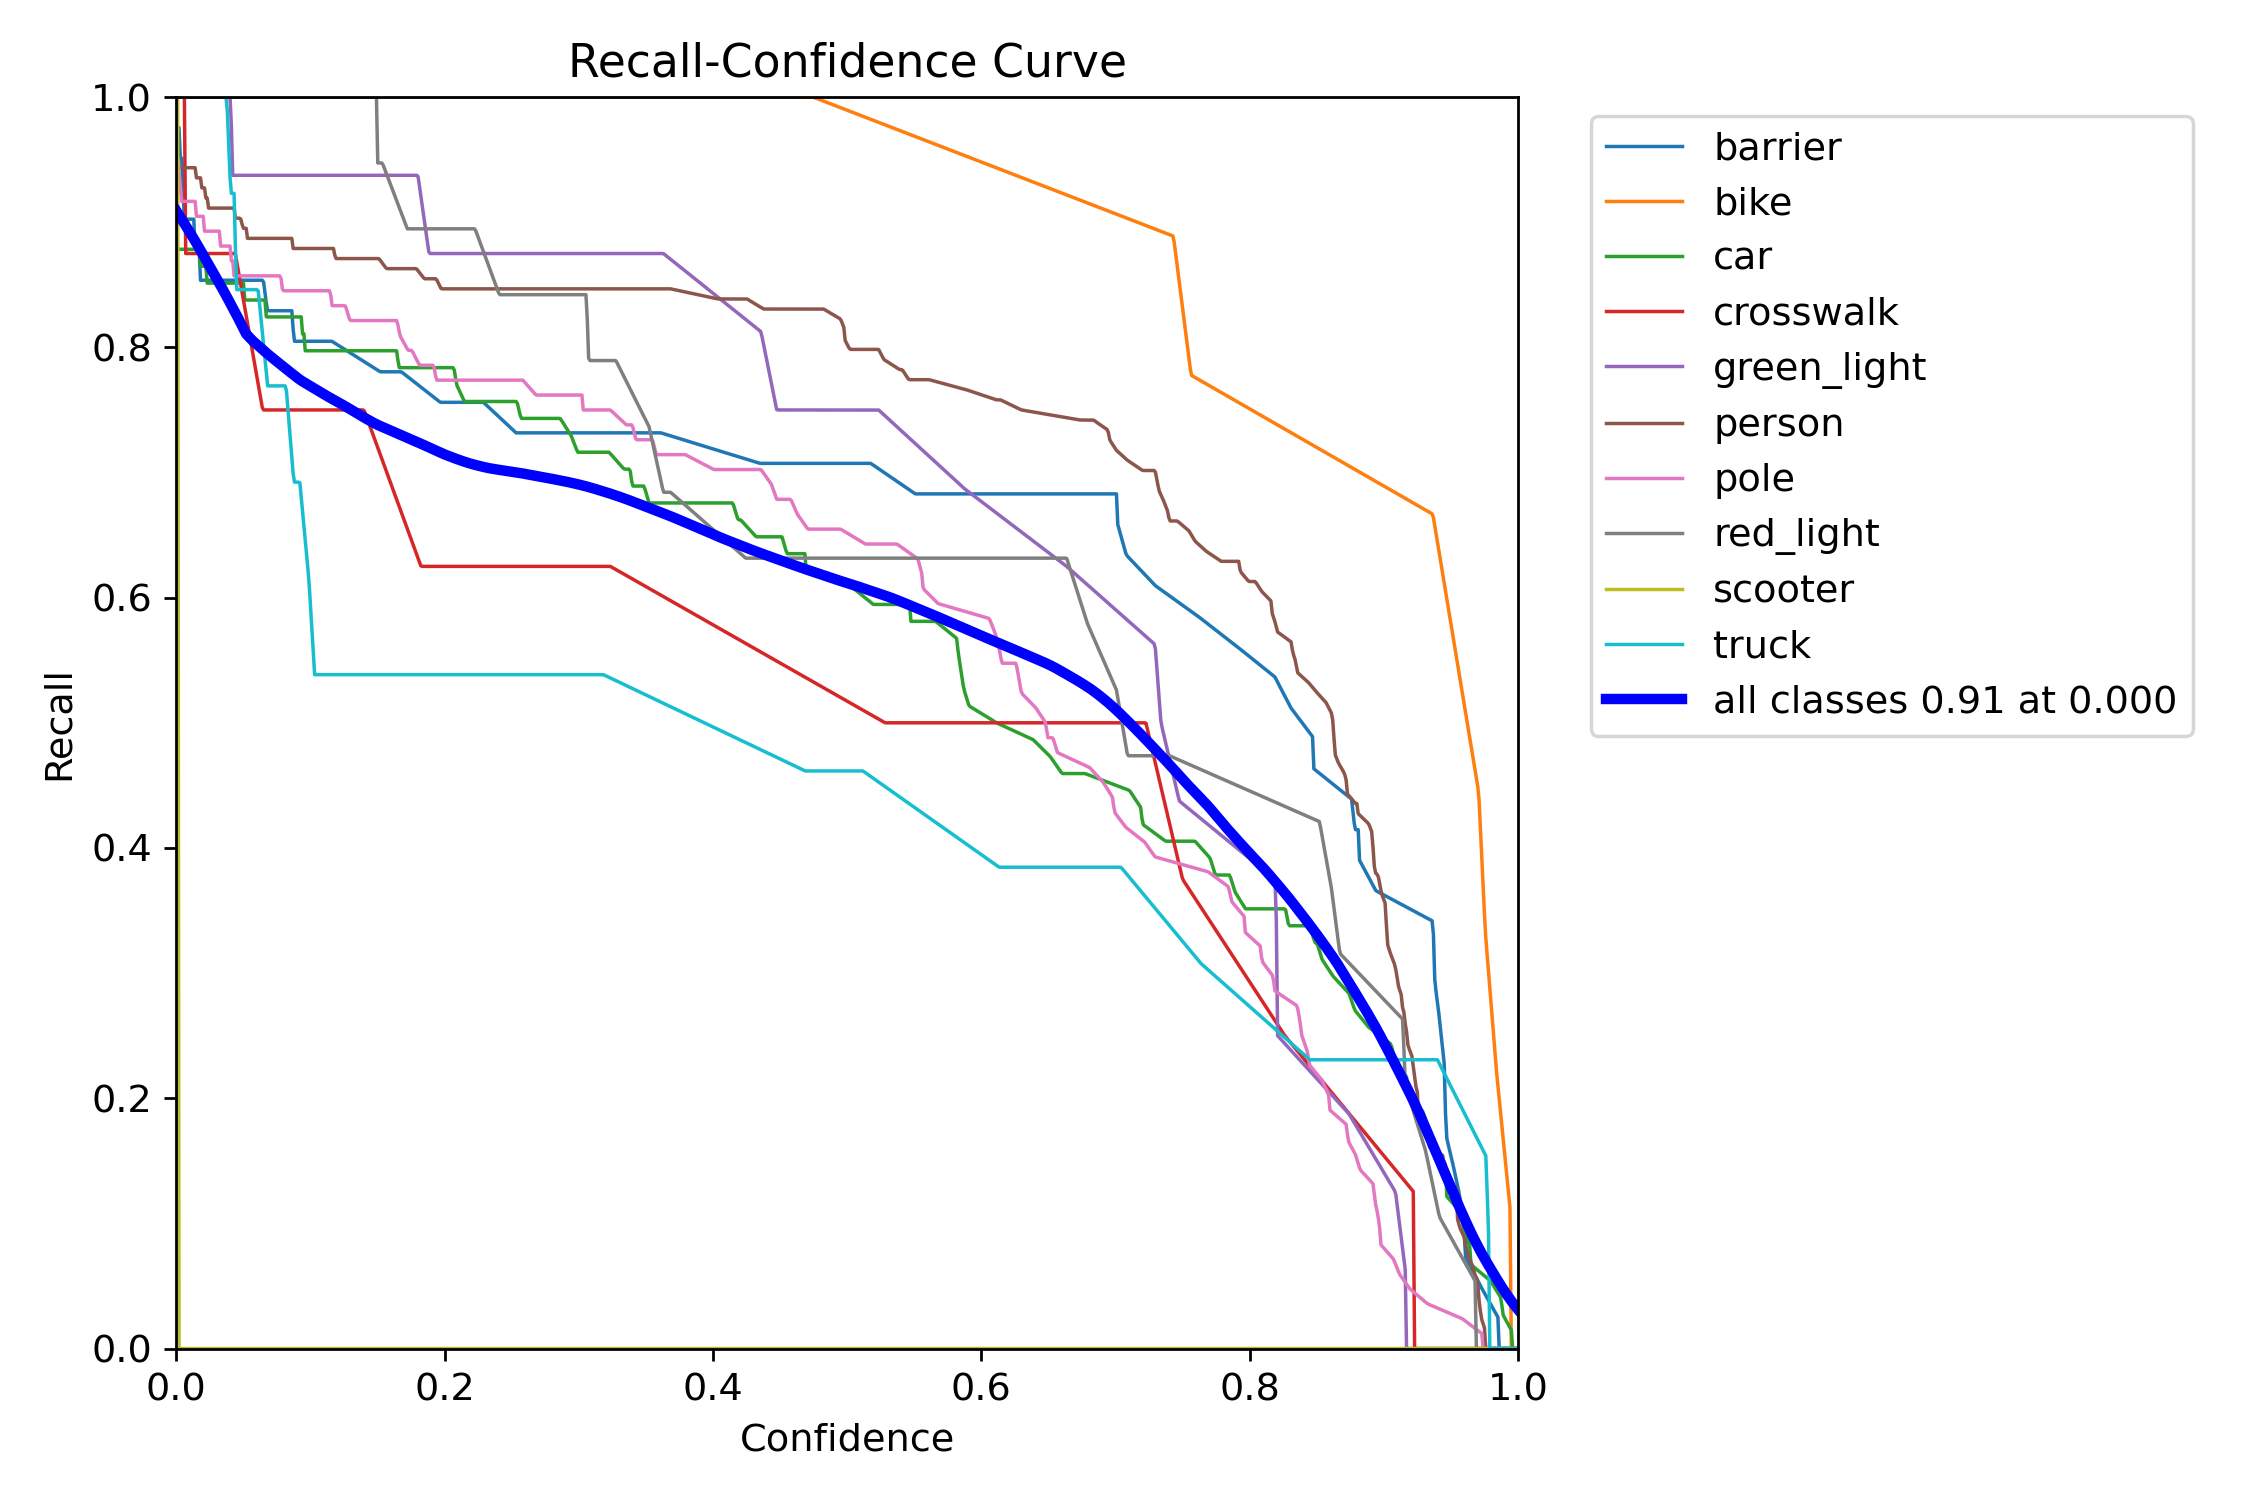 Recall-Confidence Curve
1.0
0.8
0.6
0.4
0.2
0.0
Recall
0.0 0.2 0.4 0.6 0.8 1.0
Confidence
barrier
bike
car
crosswalk
green_light
person
pole
red_light
scooter
truck
all classes 0.91 at 0.000